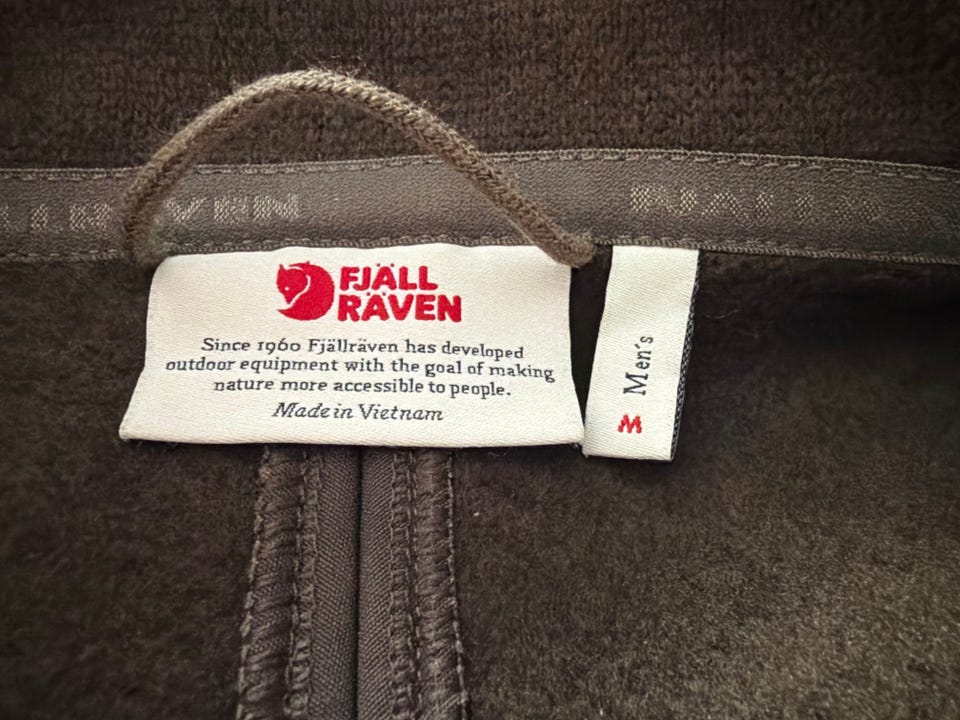 FJÄLL
RÄVEN
Since 1960 Fjällräven has developed
outdoor equipment with the goal of making
nature more accessible to people.
Made in Vietnam
Men's
M